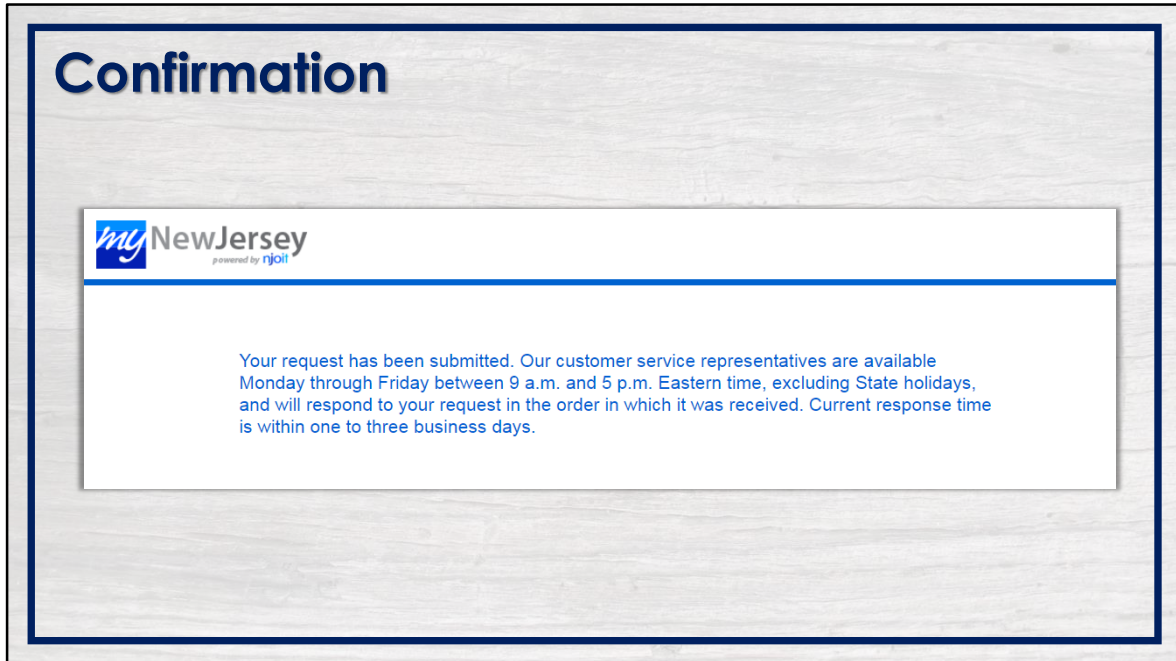 Confirmation
my NewJersey
powered by njoit
Your request has been submitted. Our customer service representatives are available
Monday through Friday between 9 a.m. and 5 p.m. Eastern time, excluding State holidays,
and will respond to your request in the order in which it was received. Current response time
is within one to three business days.